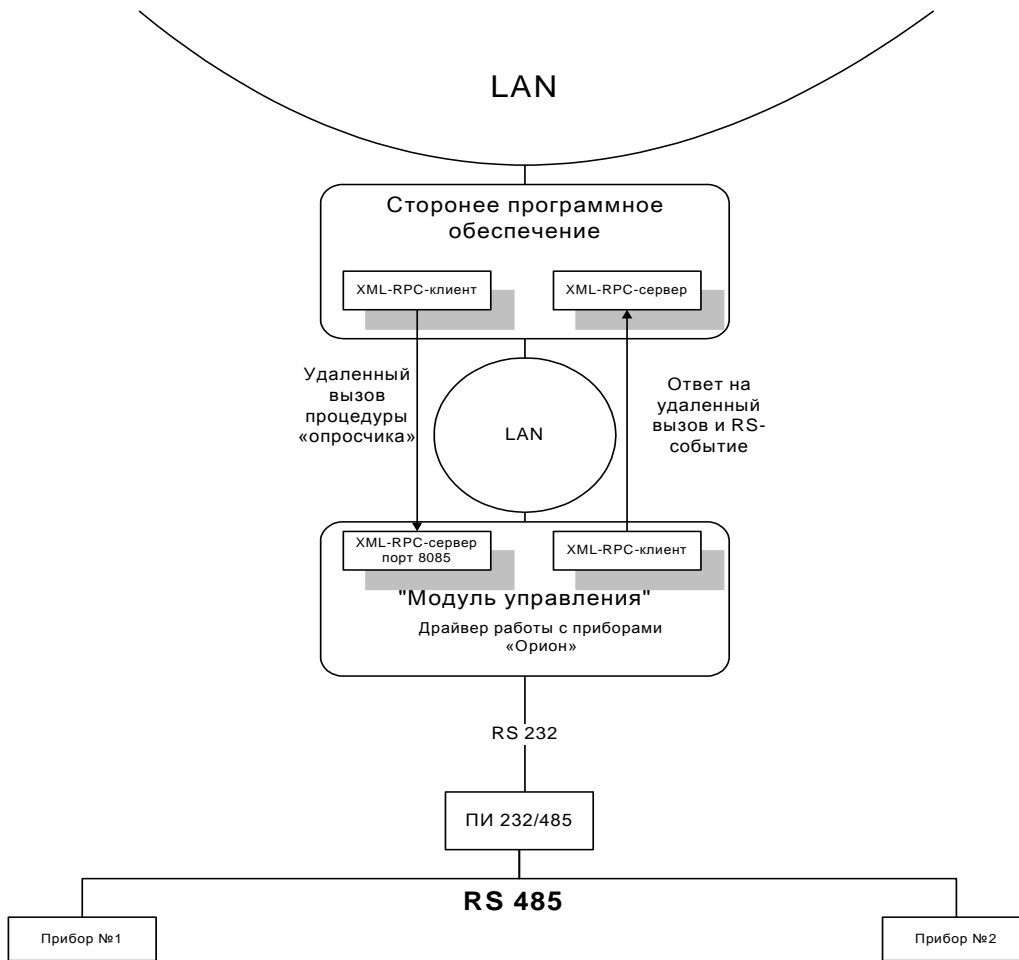 LAN
Сторонее программное
обеспечение
XML-RPC-клиент
XML-RPC-сервер
Удаленный
вызов
процедуры
«опросчика»
LAN
Ответ на
удаленный
вызов и RS-
событие
XML-RPC-сервер
порт 8085
XML-RPC-клиент
"Модуль управления"
Драйвер работы с приборами
«Орион»
RS 232
ПИ 232/485
RS 485
Прибор №1
Прибор №2